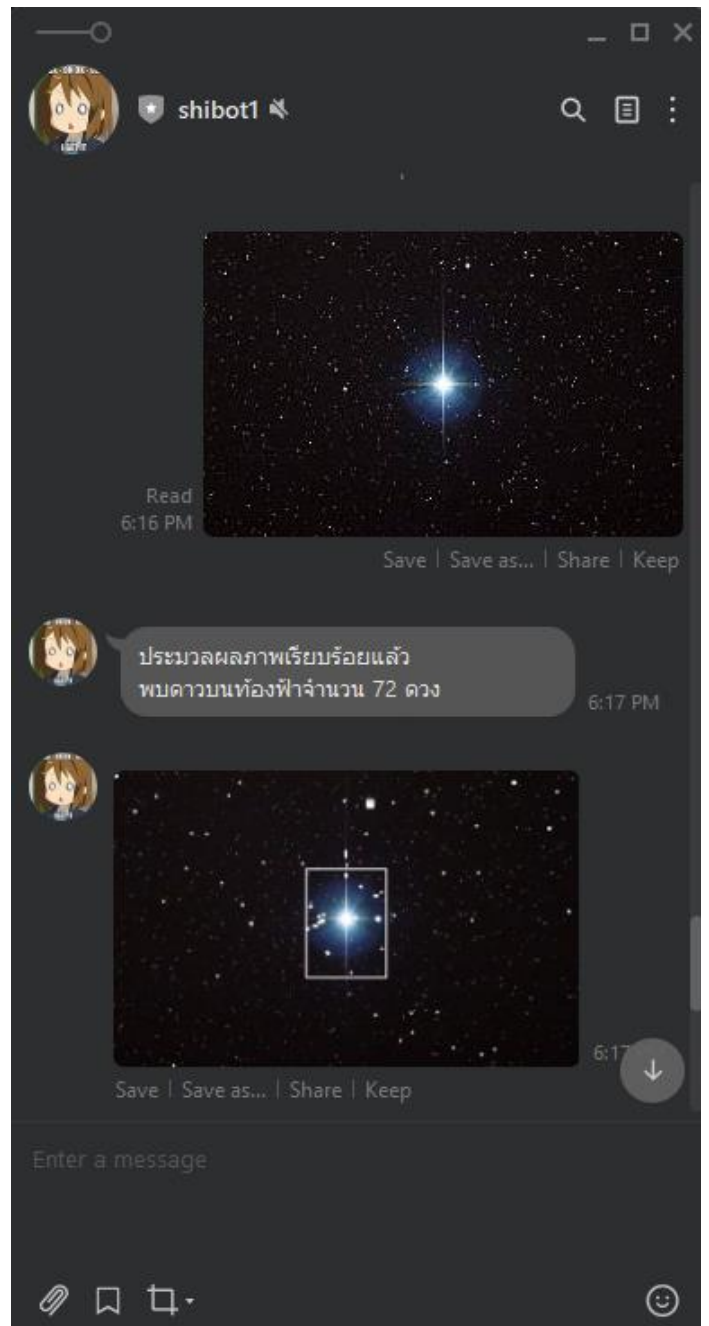 shibot1
Read
6:16 PM
Save | Save as... | Share | Keep
ประมวลผลภาพเรียบร้อยแล้ว
พบดาวบนท้องฟ้าจำนวน 72 ดวง
6:17 PM
6:17
Save | Save as... | Share | Keep
Enter a message